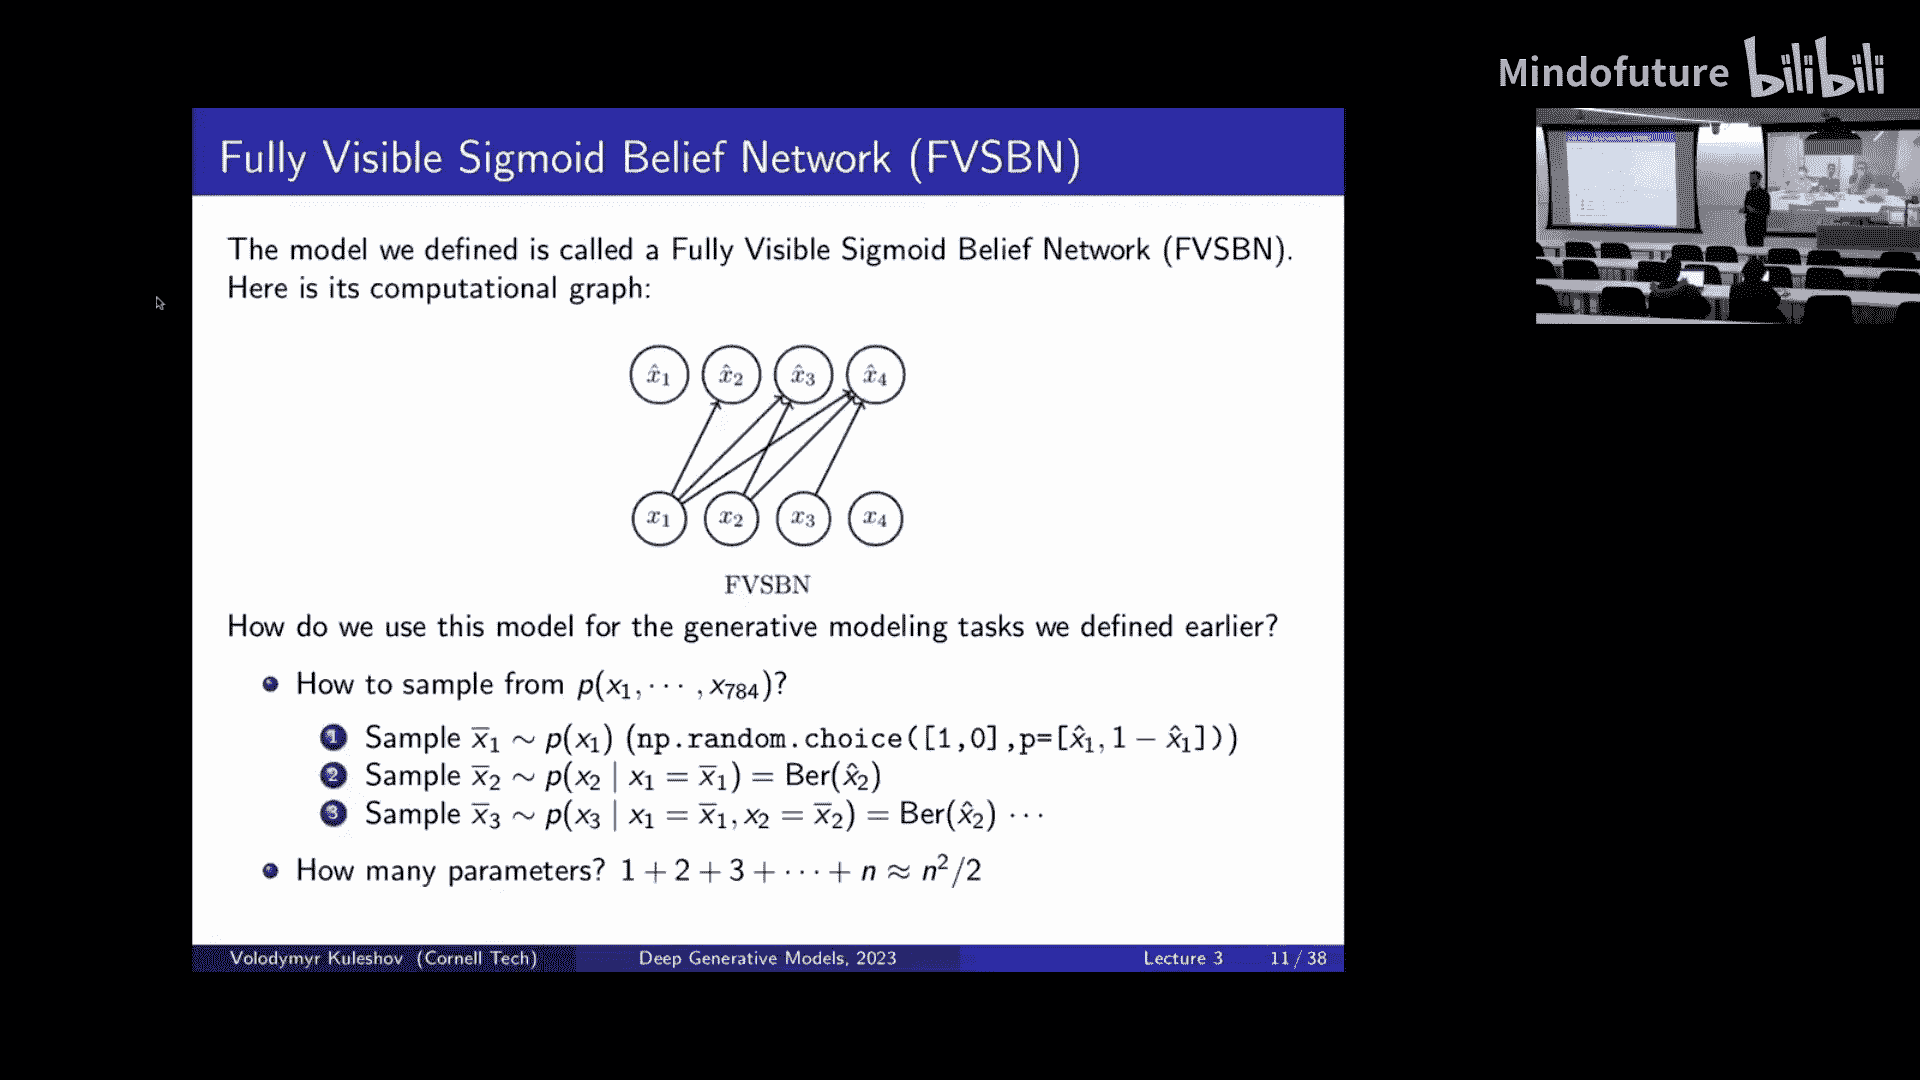 Mindofuture bilibili
Fully Visible Sigmoid Belief Network (FVSBN)
The model we defined is called a Fully Visible Sigmoid Belief Network (FVSBN).
Here is its computational graph:
x̂₁ x̂₂ x̂₃ x̂₄
x₁ x₂ x₃ x₄
FVSBN
How do we use this model for the generative modeling tasks we defined earlier?
How to sample from p(x₁, ⋯ , x₇₈₄)?
1 Sample x̄₁ ∼ p(x₁) (np.random.choice([1,0],p=[x̂₁, 1 − x̂₁]))
2 Sample x̄₂ ∼ p(x₂ | x₁ = x̄₁) = Ber(x̂₂)
3 Sample x̄₃ ∼ p(x₃ | x₁ = x̄₁, x₂ = x̄₂) = Ber(x̂₂) ⋯
How many parameters? 1 + 2 + 3 + ⋯ + n ≈ n²/2
Volodymyr Kuleshov (Cornell Tech) Deep Generative Models, 2023 Lecture 3 11 / 38